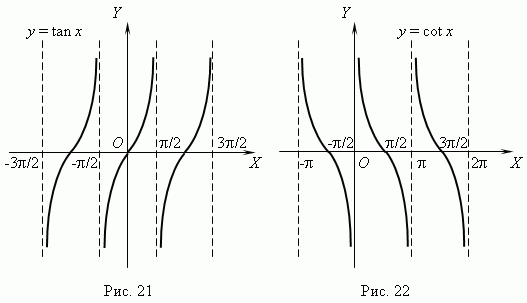 Y
y = tan x
O
π/2
3π/2
-3π/2
-π/2
X
Рис. 21
Y
y = cot x
-π/2
π/2
3π/2
-π
O
π
2π
X
Рис. 22